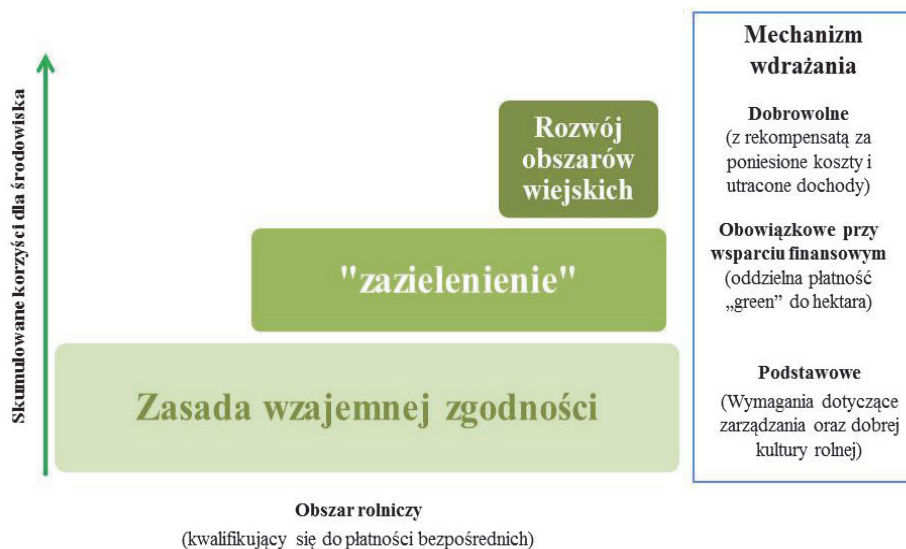 Skumulowane korzyści dla środowiska
Rozwój
obszarów
wiejskich
"zazielenienie"
Zasada wzajemnej zgodności
Obszar rolniczy
(kwalifikujący się do płatności bezpośrednich)
Mechanizm
wdrażania
Dobrowolne
(z rekompensatą za
poniesione koszty i
utracone dochody)
Obowiązkowe przy
wsparciu finansowym
(oddzielna płatność
„green” do hektara)
Podstawowe
(Wymagania dotyczące
zarządzania oraz dobrej
kultury rolnej)